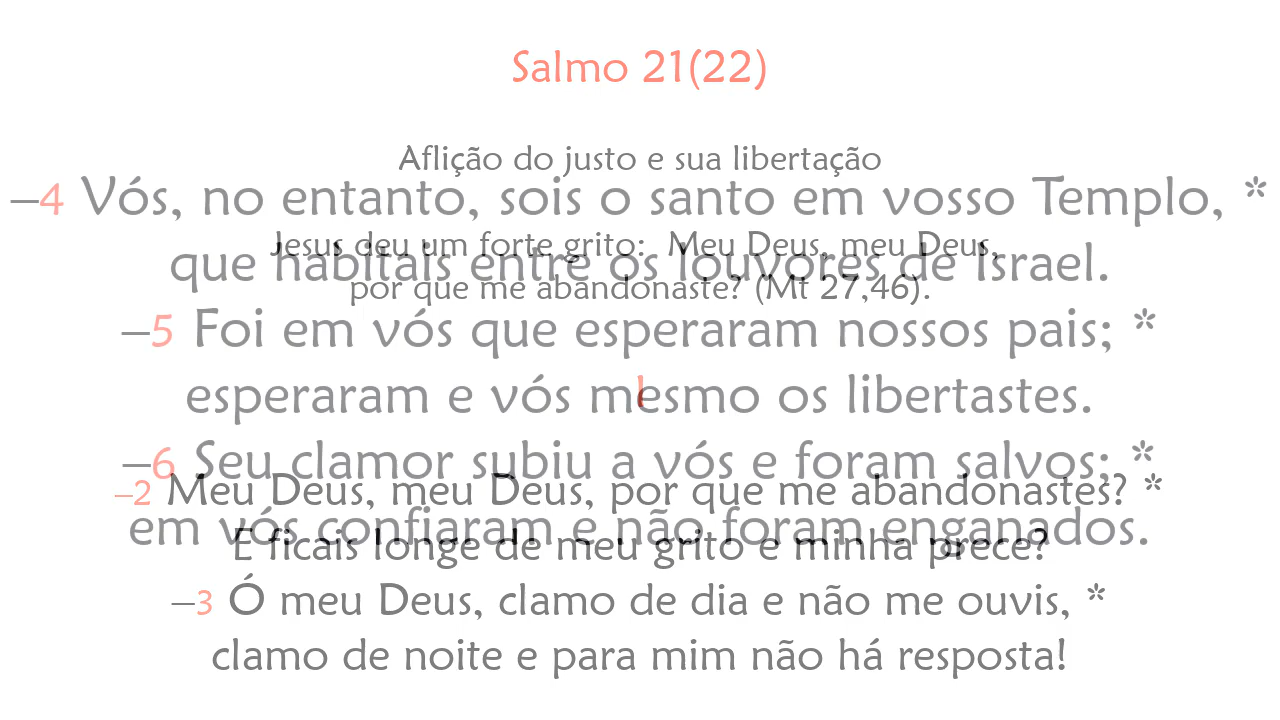 Salmo 21(22)
Aflição do justo e sua libertação
Jesus deu um forte grito: Meu Deus, meu Deus,
por que me abandonaste? (Mt 27,46).
I
–2 Meu Deus, meu Deus, por que me abandonastes? *
E ficais longe de meu grito e minha prece?
–3 Ó meu Deus, clamo de dia e não me ouvis, *
clamo de noite e para mim não há resposta!
–4 Vós, no entanto, sois o santo em vosso Templo, *
que habitais entre os louvores de Israel.
–5 Foi em vós que esperaram nossos pais; *
esperaram e vós mesmo os libertastes.
–6 Seu clamor subiu a vós e foram salvos; *
em vós confiaram e não foram enganados.